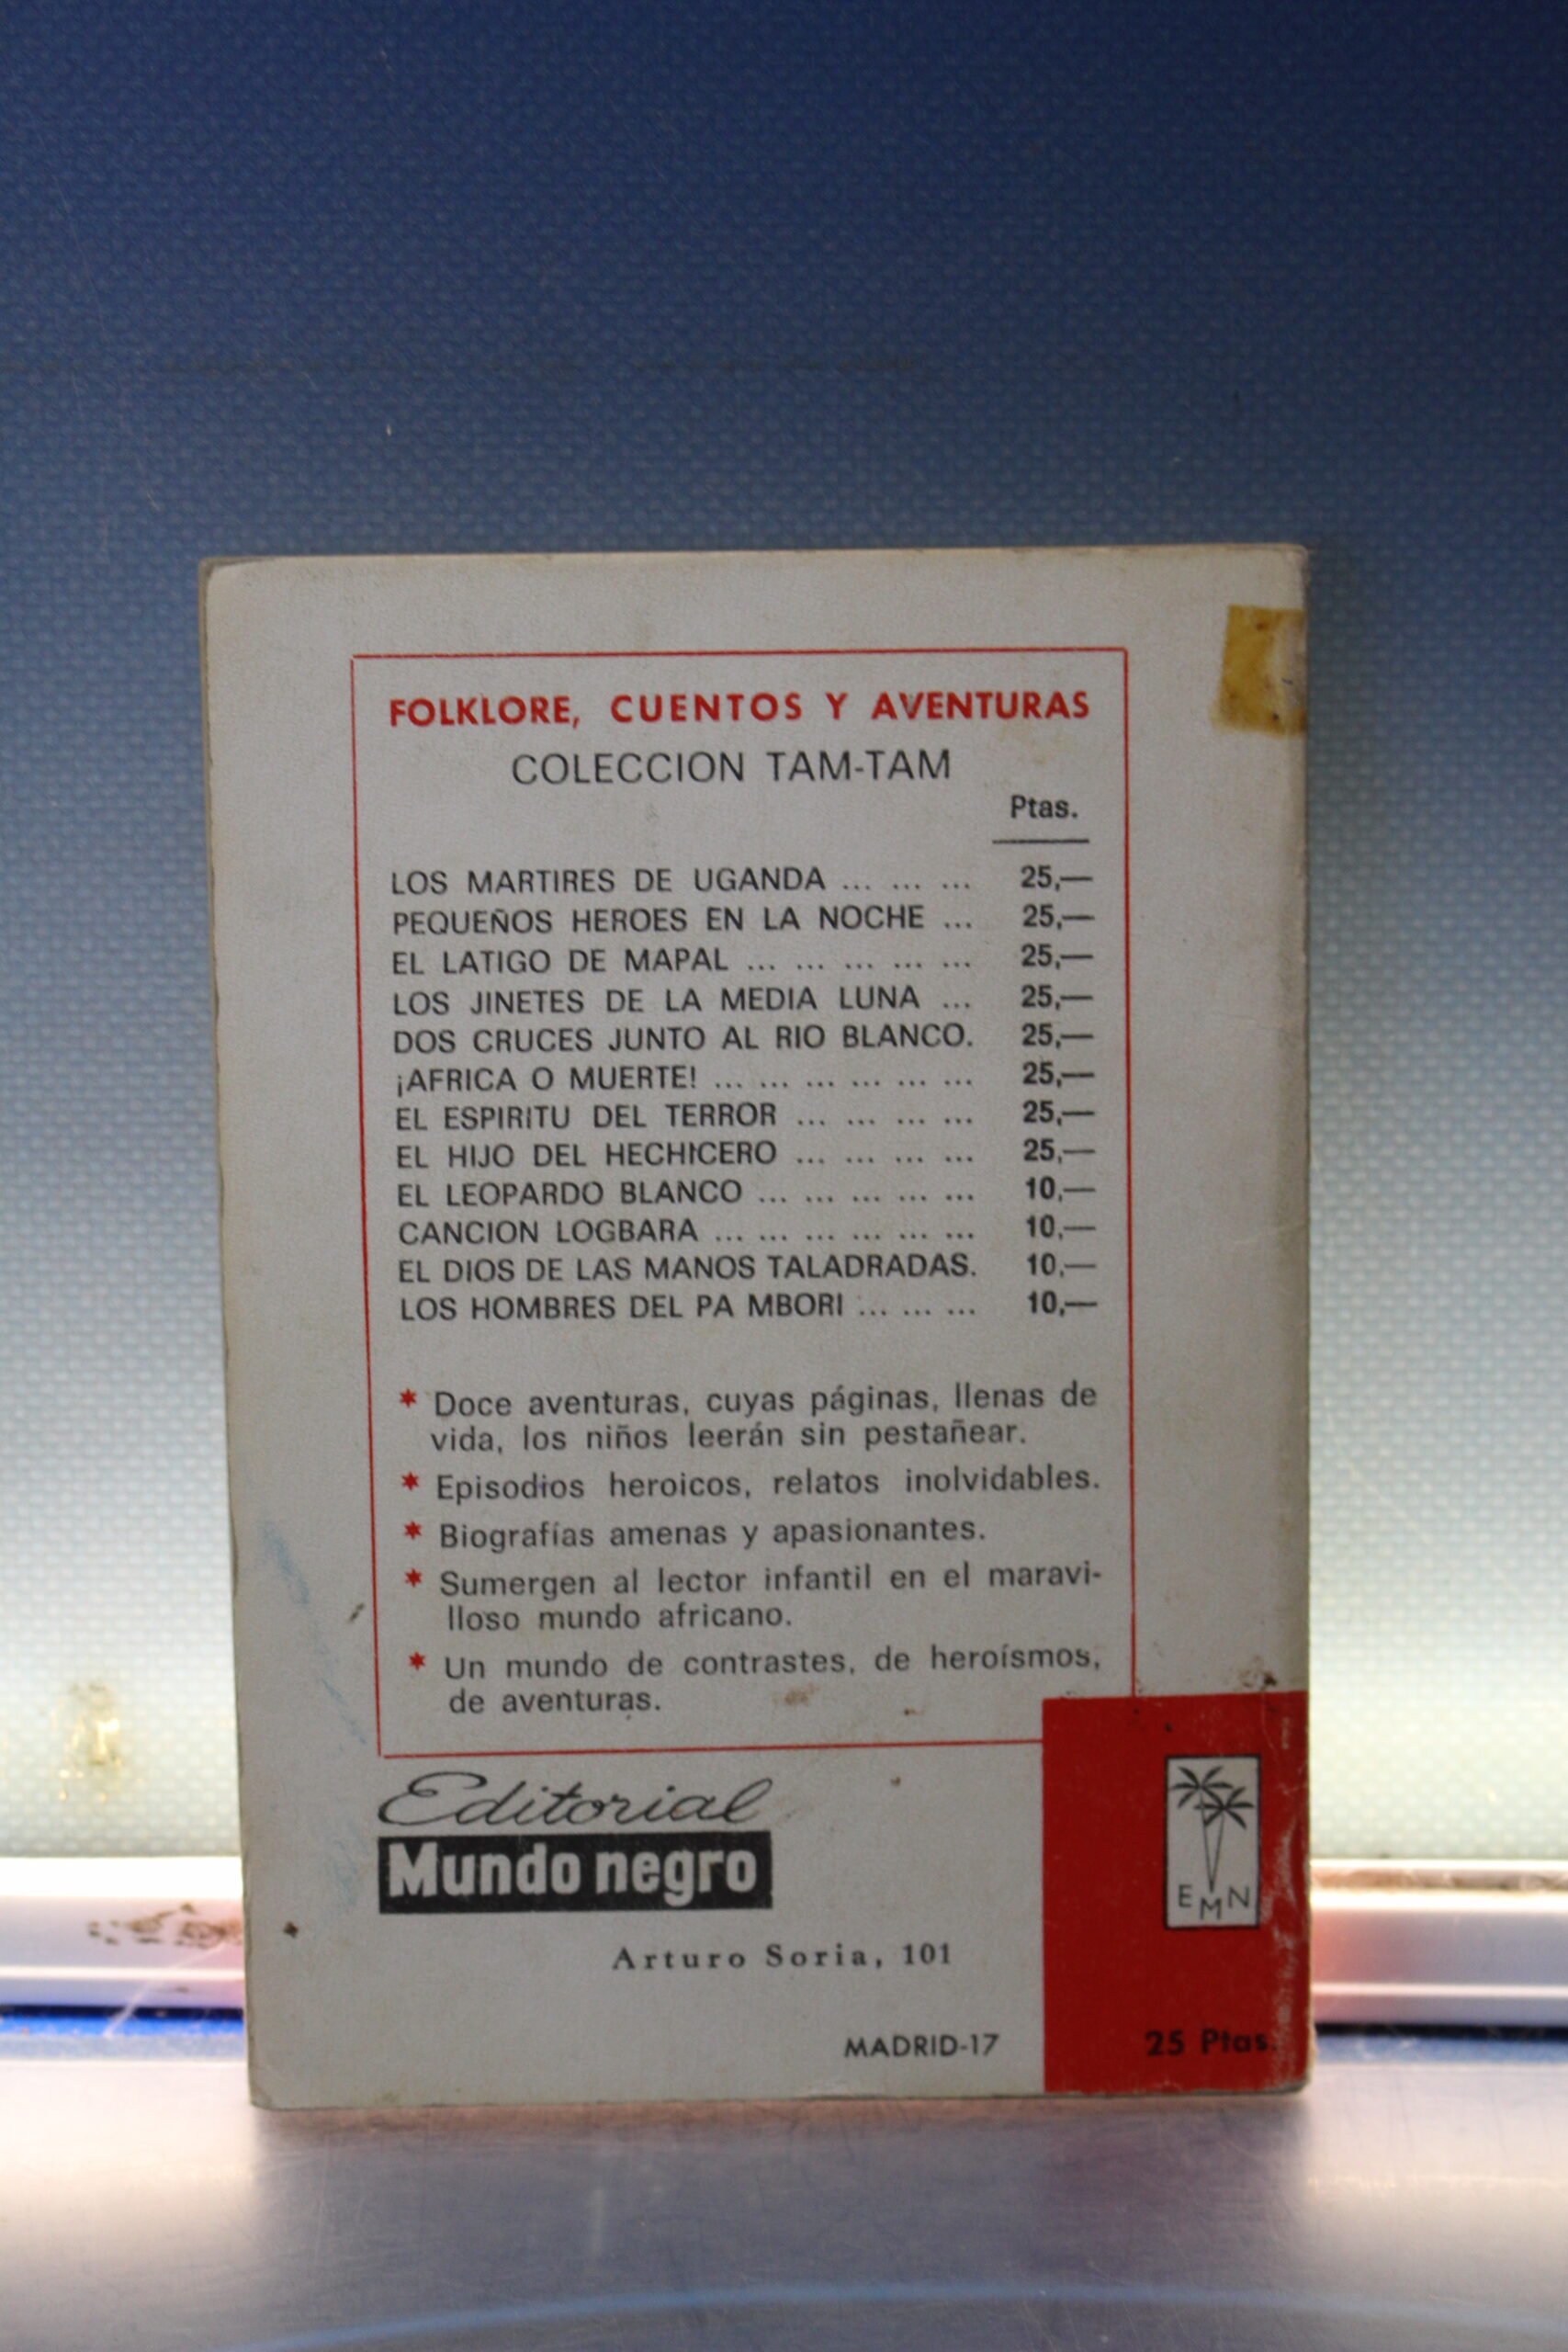 FOLKLORE, CUENTOS Y AVENTURAS
COLECCION TAM-TAM
Ptas.
LOS MARTIRES DE UGANDA ... ... ... 25,—
PEQUEÑOS HEROES EN LA NOCHE ... 25,—
EL LATIGO DE MAPAL ... ... ... ... ... 25,—
LOS JINETES DE LA MEDIA LUNA ... 25,—
DOS CRUCES JUNTO AL RIO BLANCO. 25,—
¡AFRICA O MUERTE! ... ... ... ... ... ... 25,—
EL ESPIRITU DEL TERROR ... ... ... ... 25,—
EL HIJO DEL HECHICERO ... ... ... ... 25,—
EL LEOPARDO BLANCO ... ... ... ... ... 10,—
CANCION LOGBARA ... ... ... ... ... ... 10,—
EL DIOS DE LAS MANOS TALADRADAS. 10,—
LOS HOMBRES DEL PA MBORI ... ... ... 10,—
* Doce aventuras, cuyas páginas, llenas de
vida, los niños leerán sin pestañear.
* Episodios heroicos, relatos inolvidables.
* Biografías amenas y apasionantes.
* Sumergen al lector infantil en el maravi-
lloso mundo africano.
* Un mundo de contrastes, de heroísmos,
de aventuras.
Editorial
Mundo negro
EMN
Arturo Soria, 101
MADRID-17
25 Ptas.